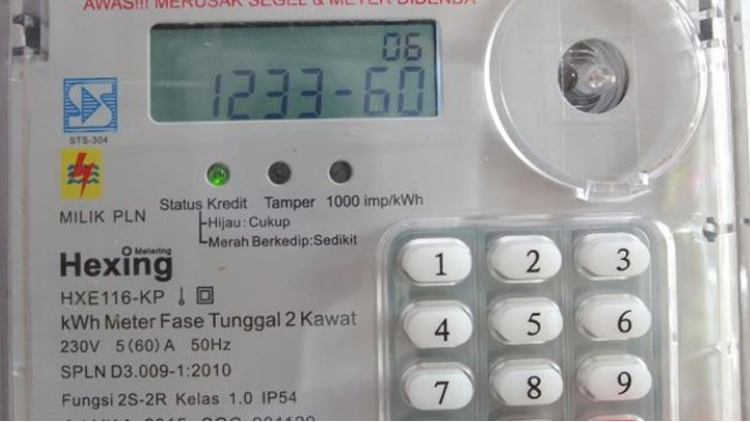 AWAS!!! MERUSAK SEGEL & METER DIDENDA
06
1233-60
STS-304
Status Kredit Tamper 1000 imp/kWh
Hijau : Cukup
Merah Berkedip:Sedikit
MILIK PLN
Metering
Hexing
HXE116-KP
kWh Meter Fase Tunggal 2 Kawat
230V 5(60)A 50Hz
SPLN D3.009-1:2010
Fungsi 2S-2R Kelas 1.0 IP54
1 2 3
4 5 6
7 8 9